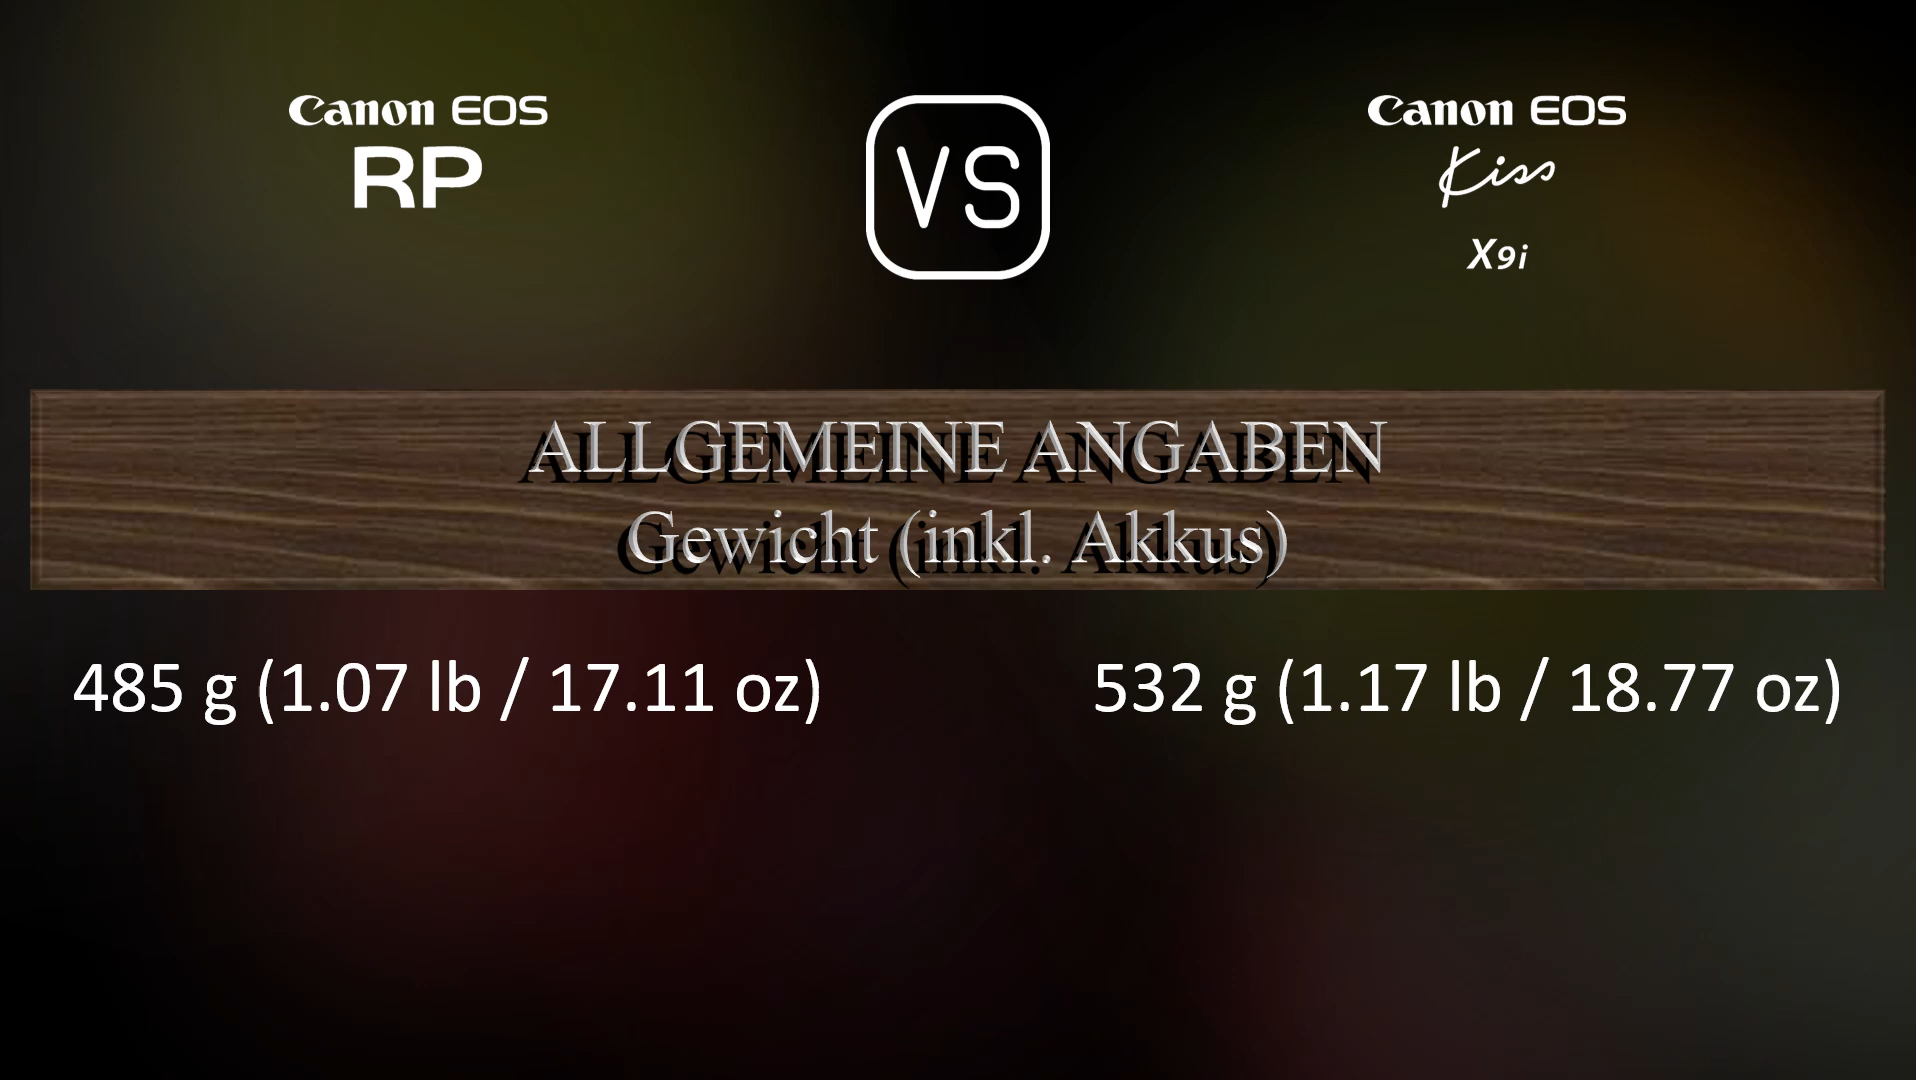 Canon EOS
RP
VS
Canon EOS
Kiss
X9i
ALLGEMEINE ANGABEN
Gewicht (inkl. Akkus)
485 g (1.07 lb / 17.11 oz)
532 g (1.17 lb / 18.77 oz)